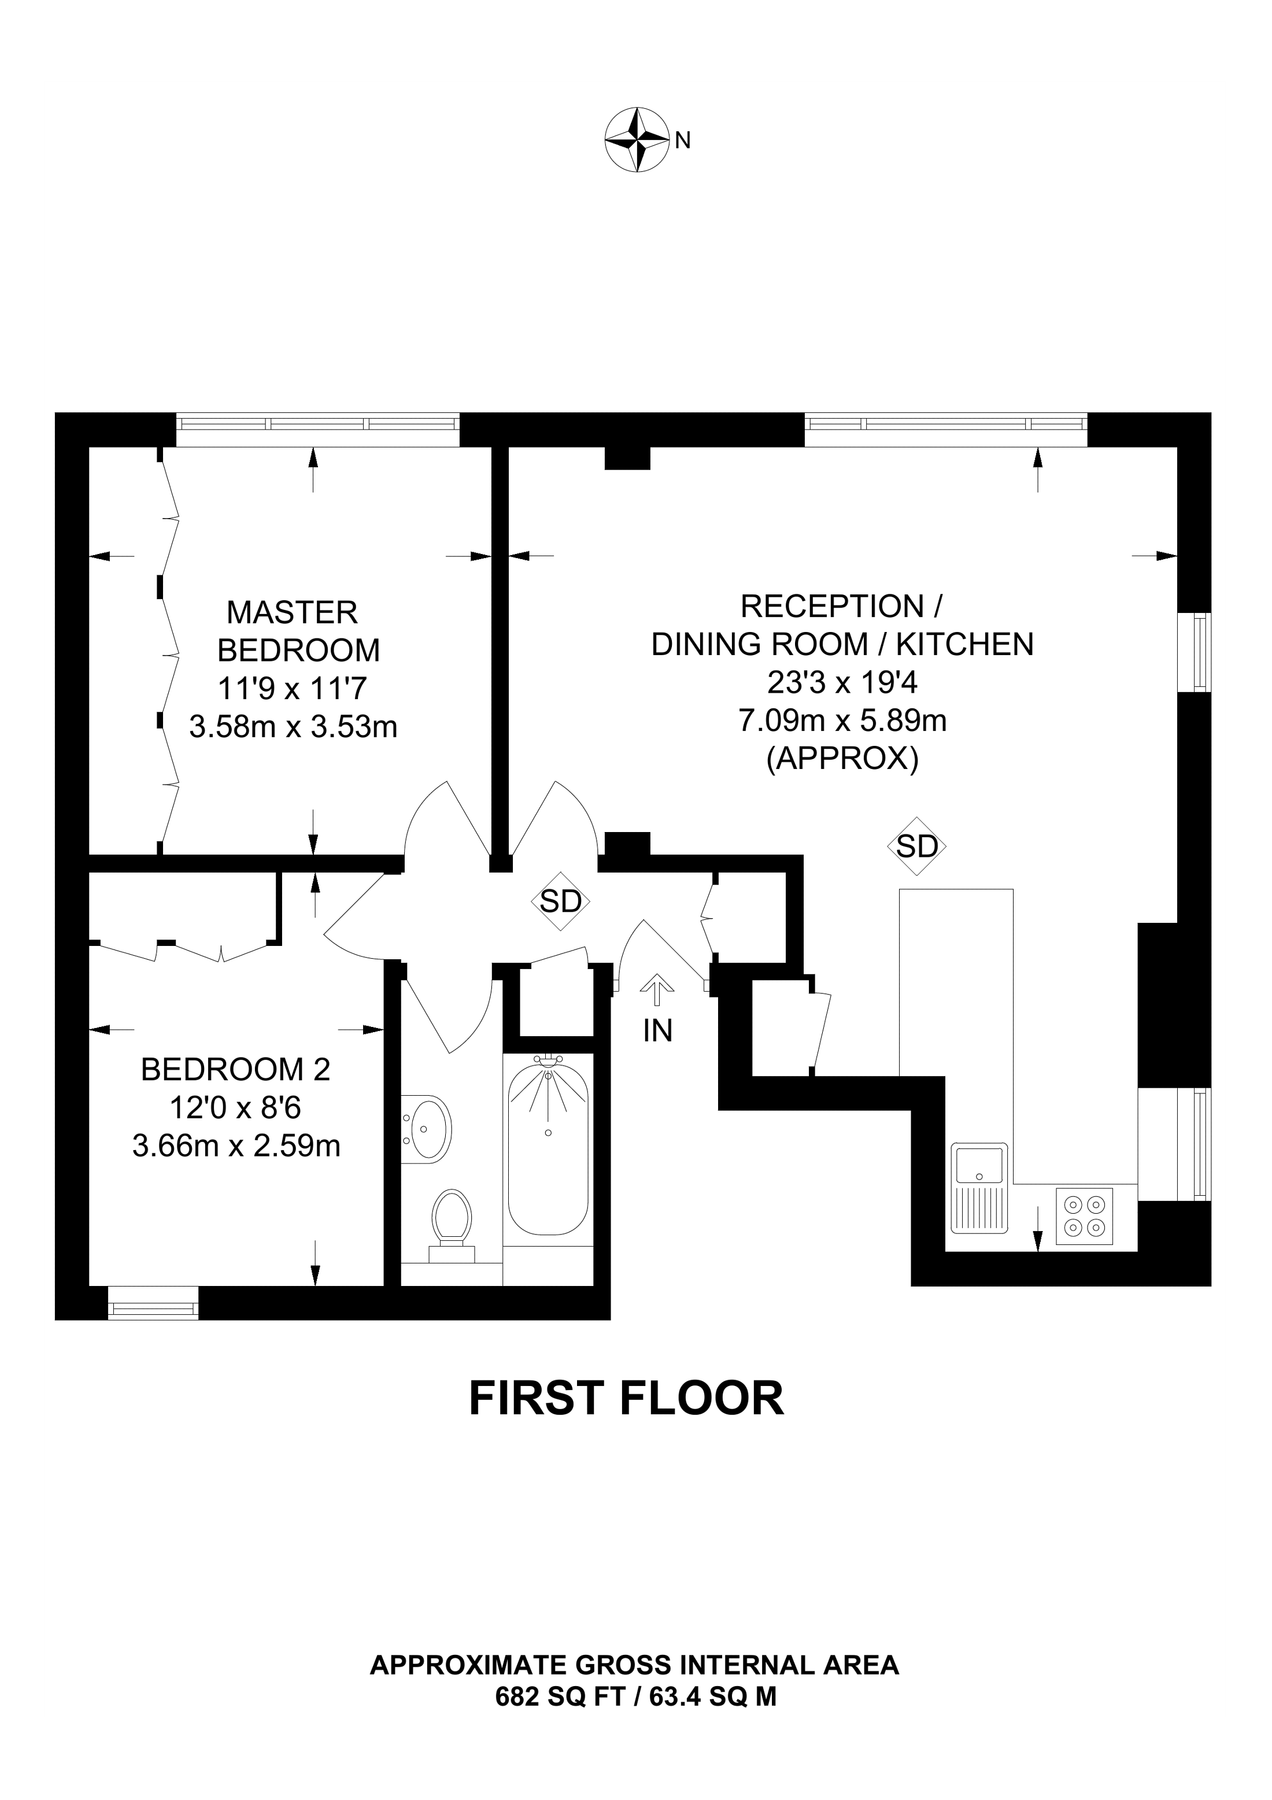 N
MASTER
BEDROOM
11'9 x 11'7
3.58m x 3.53m
RECEPTION /
DINING ROOM / KITCHEN
23'3 x 19'4
7.09m x 5.89m
(APPROX)
SD
SD
IN
BEDROOM 2
12'0 x 8'6
3.66m x 2.59m
FIRST FLOOR
APPROXIMATE GROSS INTERNAL AREA
682 SQ FT / 63.4 SQ M